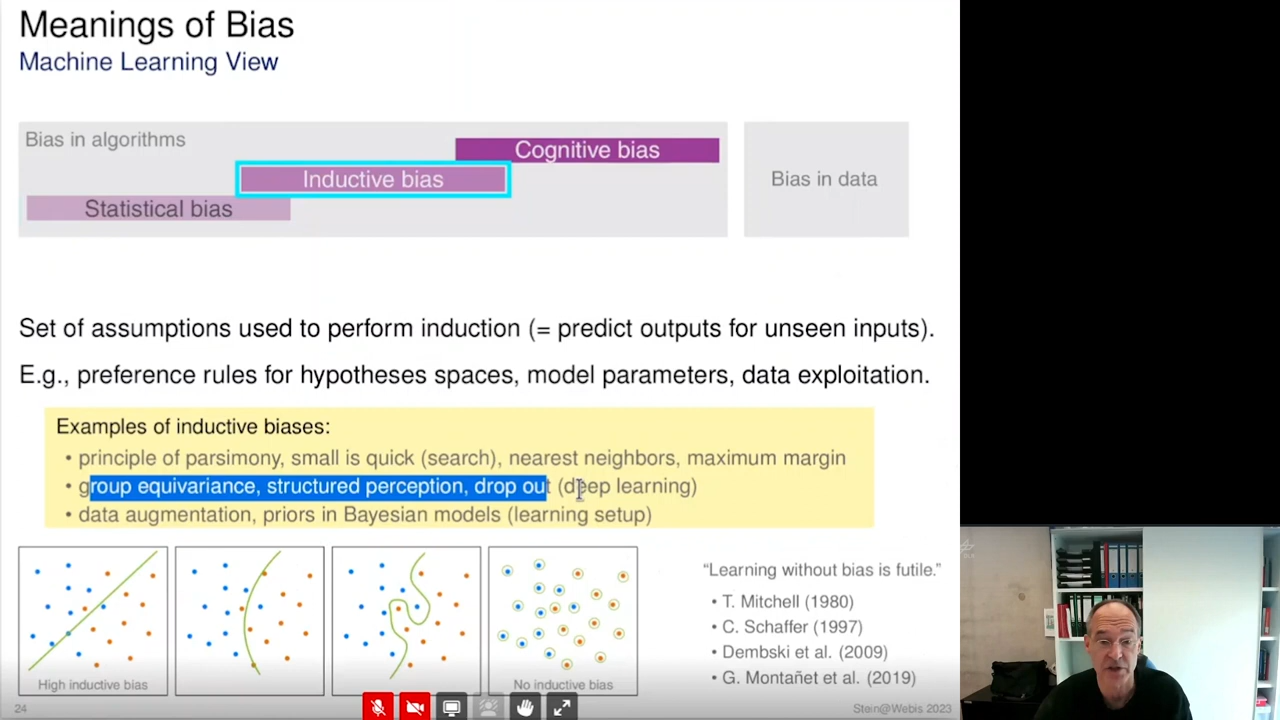 Meanings of Bias
Machine Learning View
Bias in algorithms
Cognitive bias
Inductive bias
Statistical bias
Bias in data
Set of assumptions used to perform induction (= predict outputs for unseen inputs).
E.g., preference rules for hypotheses spaces, model parameters, data exploitation.
Examples of inductive biases:
• principle of parsimony, small is quick (search), nearest neighbors, maximum margin
• group equivariance, structured perception, drop out (deep learning)
• data augmentation, priors in Bayesian models (learning setup)
High inductive bias
No inductive bias
“Learning without bias is futile.”
• T. Mitchell (1980)
• C. Schaffer (1997)
• Dembski et al. (2009)
• G. Montañet et al. (2019)
24
Stein@Webis 2023